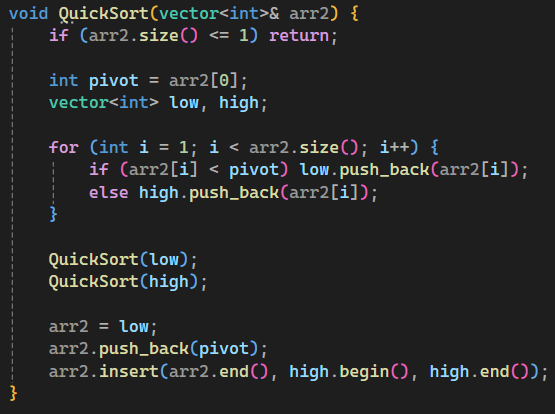 void QuickSort(vector<int>& arr2) {
    if (arr2.size() <= 1) return;

    int pivot = arr2[0];
    vector<int> low, high;

    for (int i = 1; i < arr2.size(); i++) {
        if (arr2[i] < pivot) low.push_back(arr2[i]);
        else high.push_back(arr2[i]);
    }

    QuickSort(low);
    QuickSort(high);

    arr2 = low;
    arr2.push_back(pivot);
    arr2.insert(arr2.end(), high.begin(), high.end());
}